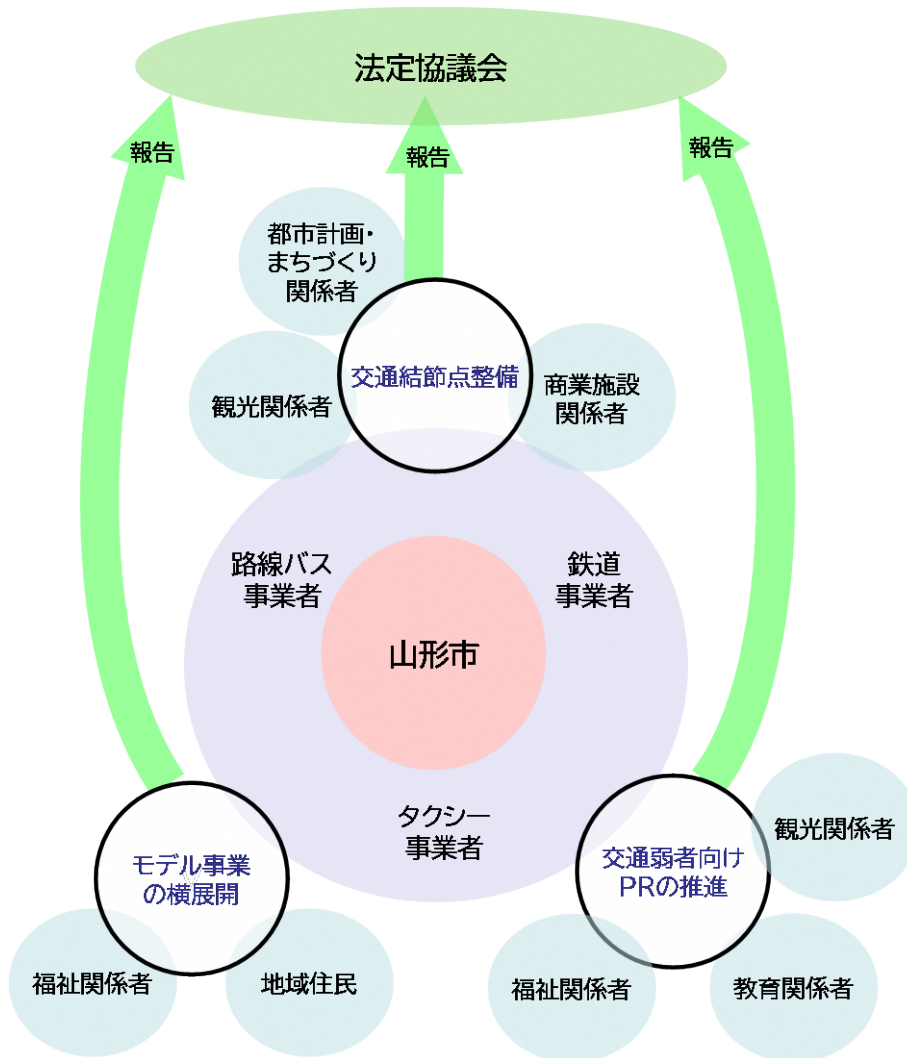 法定協議会
報告
報告
報告
都市計画・
まちづくり
関係者
交通結節点整備
観光関係者
商業施設
関係者
路線バス
事業者
鉄道
事業者
山形市
タクシー
事業者
モデル事業
の横展開
福祉関係者
地域住民
交通弱者向け
PRの推進
観光関係者
福祉関係者
教育関係者